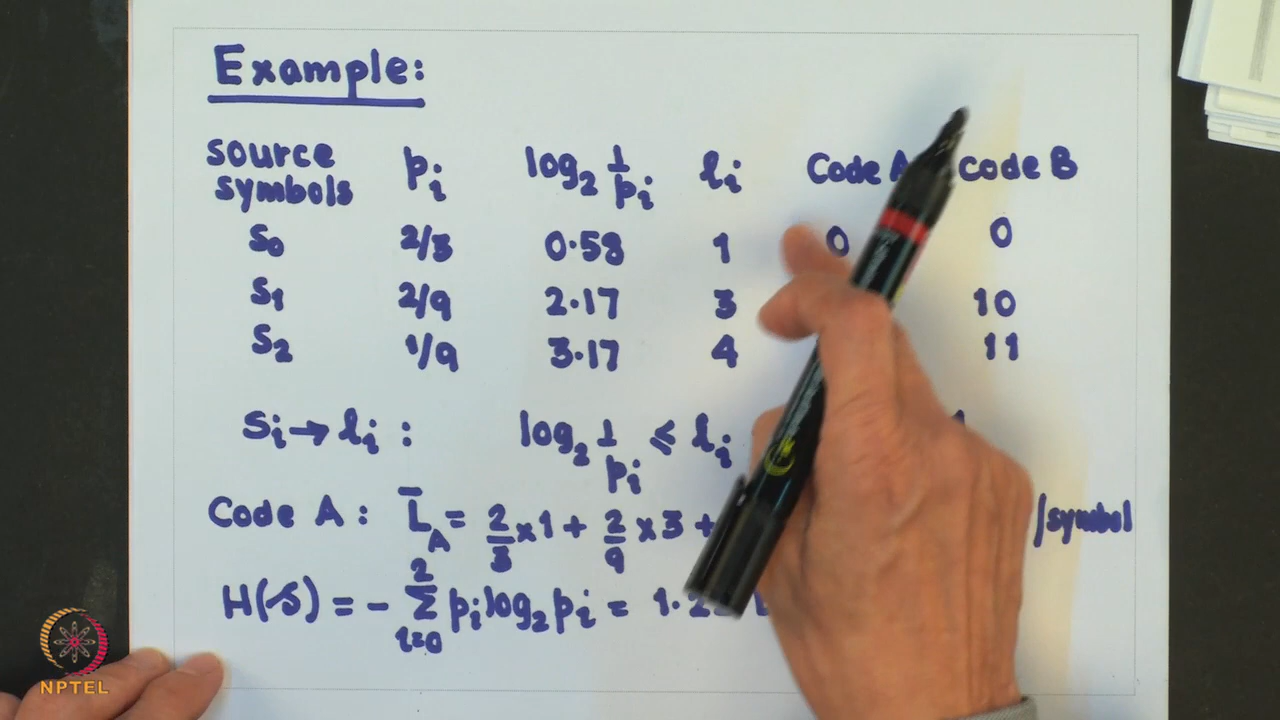 Example:
source symbols pi log2 1/pi li Code A code B
S0 2/3 0.58 1 0 0
S1 2/9 2.17 3 10
S2 1/9 3.17 4 11
Si → li : log2 1/pi ≤ li
Code A : L̄A = 2/3 x 1 + 2/9 x 3 + /symbol
H(S) = - Σ i=0 2 pi log2 pi = 1.2
NPTEL